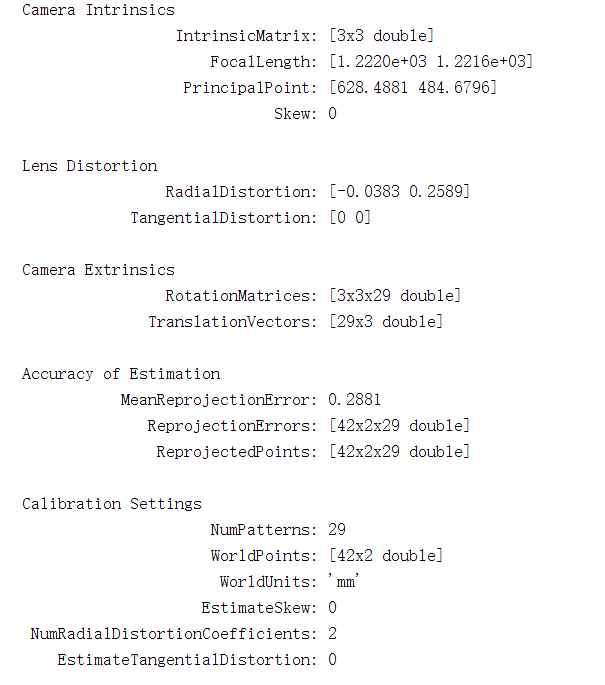 Camera Intrinsics
IntrinsicMatrix: [3x3 double]
FocalLength: [1.2220e+03 1.2216e+03]
PrincipalPoint: [628.4881 484.6796]
Skew: 0
Lens Distortion
RadialDistortion: [-0.0383 0.2589]
TangentialDistortion: [0 0]
Camera Extrinsics
RotationMatrices: [3x3x29 double]
TranslationVectors: [29x3 double]
Accuracy of Estimation
MeanReprojectionError: 0.2881
ReprojectionErrors: [42x2x29 double]
ReprojectedPoints: [42x2x29 double]
Calibration Settings
NumPatterns: 29
WorldPoints: [42x2 double]
WorldUnits: 'mm'
EstimateSkew: 0
NumRadialDistortionCoefficients: 2
EstimateTangentialDistortion: 0